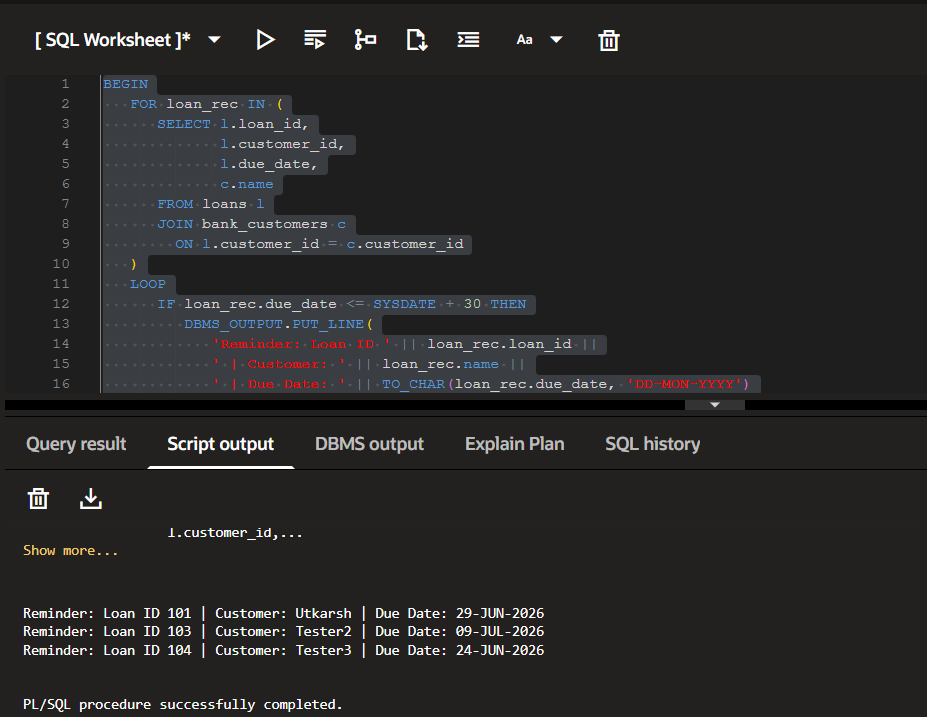 [ SQL Worksheet ]*
Aa
1 BEGIN
2 FOR loan_rec IN (
3 SELECT l.loan_id,
4 l.customer_id,
5 l.due_date,
6 c.name
7 FROM loans l
8 JOIN bank_customers c
9 ON l.customer_id = c.customer_id
10 )
11 LOOP
12 IF loan_rec.due_date <= SYSDATE + 30 THEN
13 DBMS_OUTPUT.PUT_LINE(
14 'Reminder: Loan ID ' || loan_rec.loan_id ||
15 ' | Customer: ' || loan_rec.name ||
16 ' | Due Date: ' || TO_CHAR(loan_rec.due_date, 'DD-MON-YYYY')
Query result Script output DBMS output Explain Plan SQL history
l.customer_id,...
Show more...
Reminder: Loan ID 101 | Customer: Utkarsh | Due Date: 29-JUN-2026
Reminder: Loan ID 103 | Customer: Tester2 | Due Date: 09-JUL-2026
Reminder: Loan ID 104 | Customer: Tester3 | Due Date: 24-JUN-2026
PL/SQL procedure successfully completed.